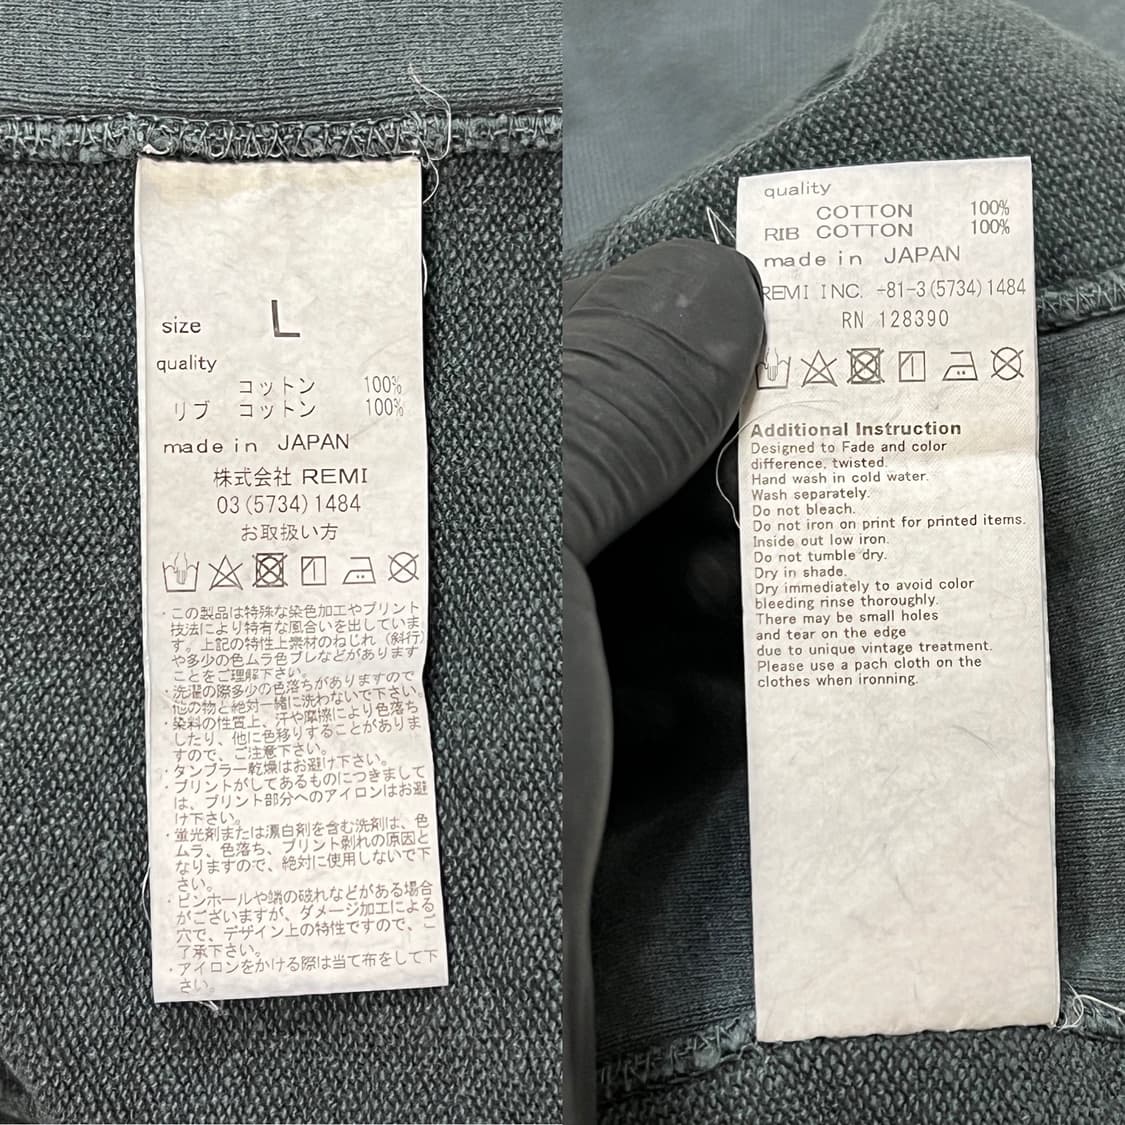 size L
quality
コットン 100%
リブ コットン 100%
made in JAPAN
株式会社 REMI
03(5734)1484
お取扱い方
・この製品は特殊な染色加工やプリント
技法により特有な風合いを出していま
す。上記の特性上素材のねじれ（斜行）
や多少の色ムラ色ブレなどがあります
ことをご理解下さい。
・洗濯の際多少の色落ちがありますので
他の物と絶対一緒に洗わないで下さい。
・染料の性質上、汗や摩擦により色落ち
したり、他に色移りすることがありま
すので、ご注意下さい。
・タンブラー乾燥はお避け下さい。
・プリントがしてあるものにつきまして
は、プリント部分へのアイロンはお避
け下さい。
・蛍光剤または漂白剤を含む洗剤は、色
ムラ、色落ち、プリント剥れの原因と
なりますので、絶対に使用しないで下
さい。
・ピンホールや端の破れなどがある場合
がございますが、ダメージ加工による
穴で、デザイン上の特性ですので、ご
了承下さい。
・アイロンをかける際は当て布をして下
さい。
quality
COTTON 100%
RIB COTTON 100%
made in JAPAN
REMI INC. -81-3(5734)1484
RN 128390
Additional Instruction
Designed to Fade and color
difference, twisted.
Hand wash in cold water.
Wash separately.
Do not bleach.
Do not iron on print for printed items.
Inside out low iron.
Do not tumble dry.
Dry in shade.
Dry immediately to avoid color
bleeding rinse thoroughly.
There may be small holes
and tear on the edge
due to unique vintage treatment.
Please use a pach cloth on the
clothes when ironning.